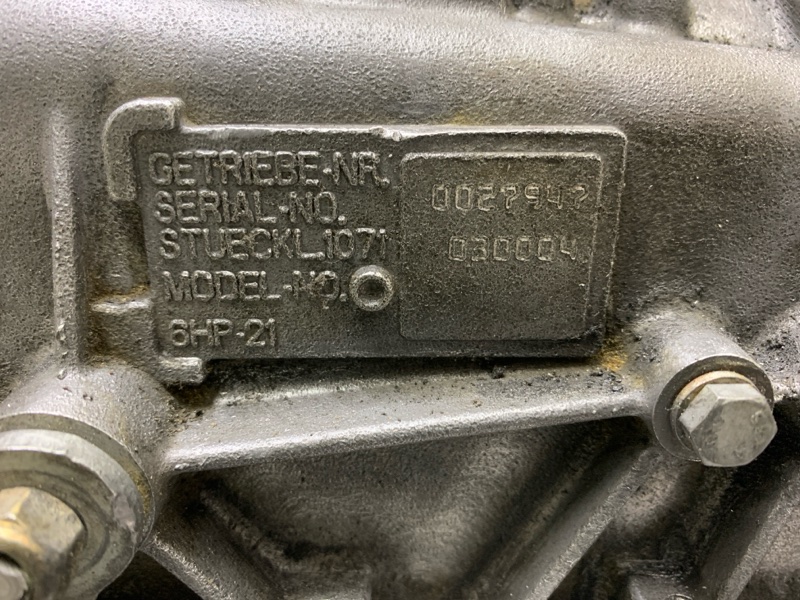 GETRIEBE-NR.
SERIAL-NO. 0027947
STUECKL.1071 030004
MODEL-NO.
6HP-21